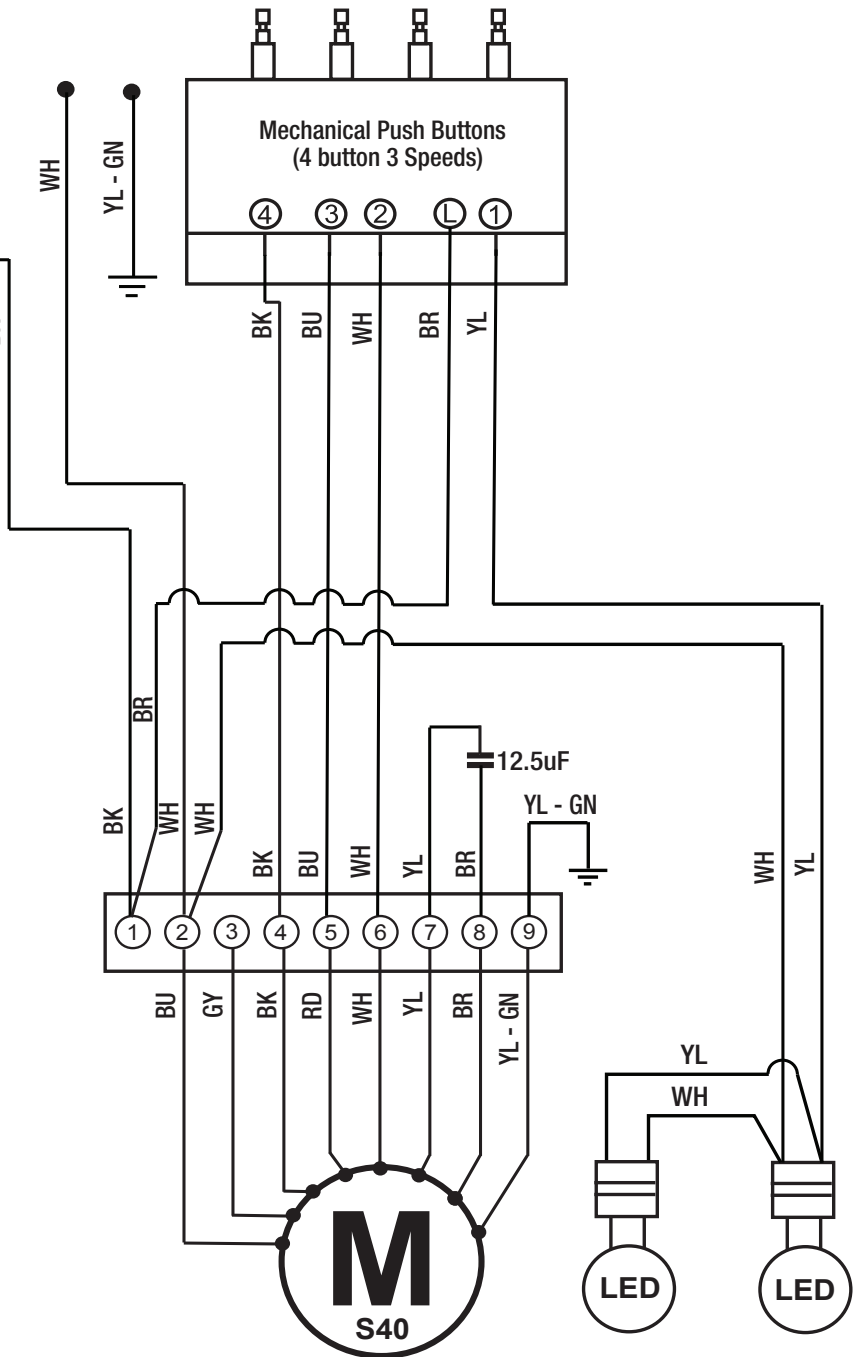 Mechanical Push Buttons
(4 button 3 Speeds)
4 3 2 L 1
WH
YL - GN
BK BU WH BR YL
BR
12.5uF
YL - GN
BK WH WH BK BU WH YL BR
WH YL
1 2 3 4 5 6 7 8 9
BU GY BK RD WH YL BR YL - GN
YL
WH
M
S40
LED LED